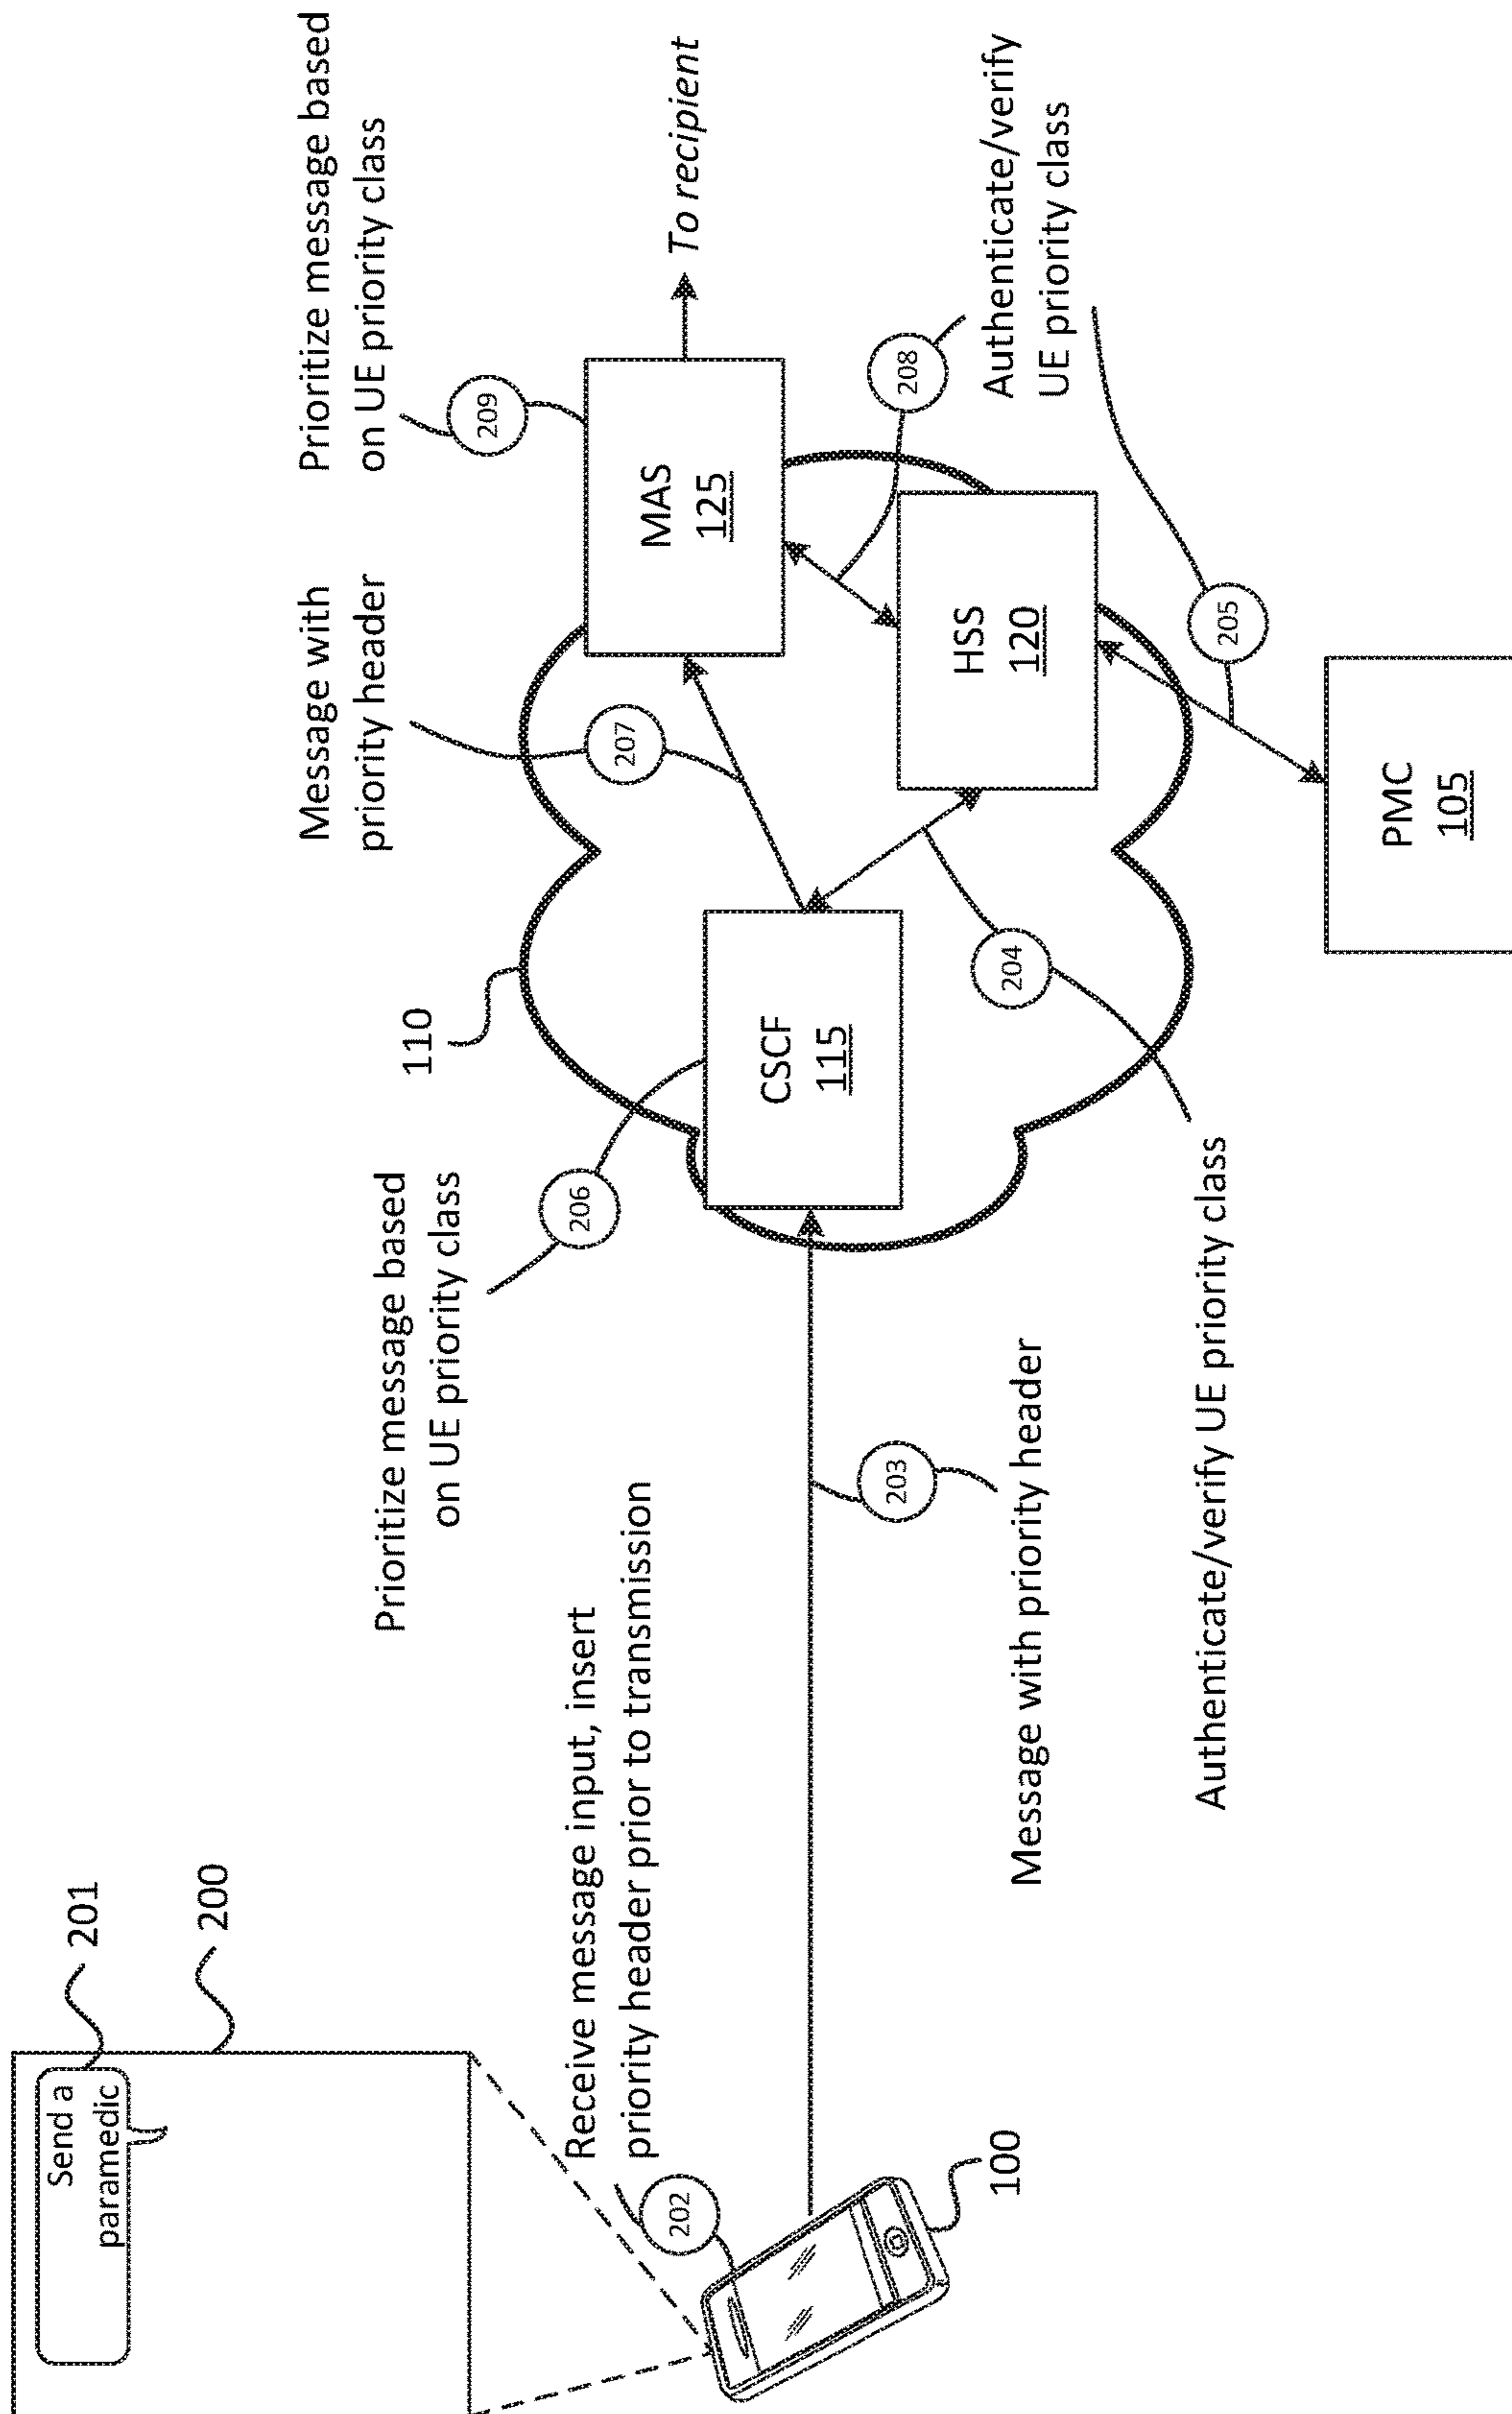 Send a
paramedic
201
200
Receive message input, insert
priority header prior to transmission
202
100
203
Message with priority header
Prioritize message based
on UE priority class
206
110
CSCF
115
204
Authenticate/verify UE priority class
Message with
priority header
207
Prioritize message based
on UE priority class
209
MAS
125
To recipient
HSS
120
208
Authenticate/verify
UE priority class
205
PMC
105